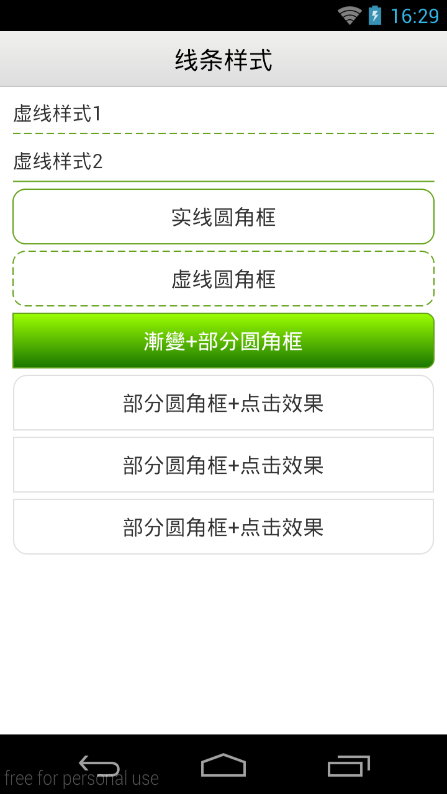 16:29
线条样式
虚线样式1
虚线样式2
实线圆角框
虚线圆角框
漸變+部分圆角框
部分圆角框+点击效果
部分圆角框+点击效果
部分圆角框+点击效果
free for personal use